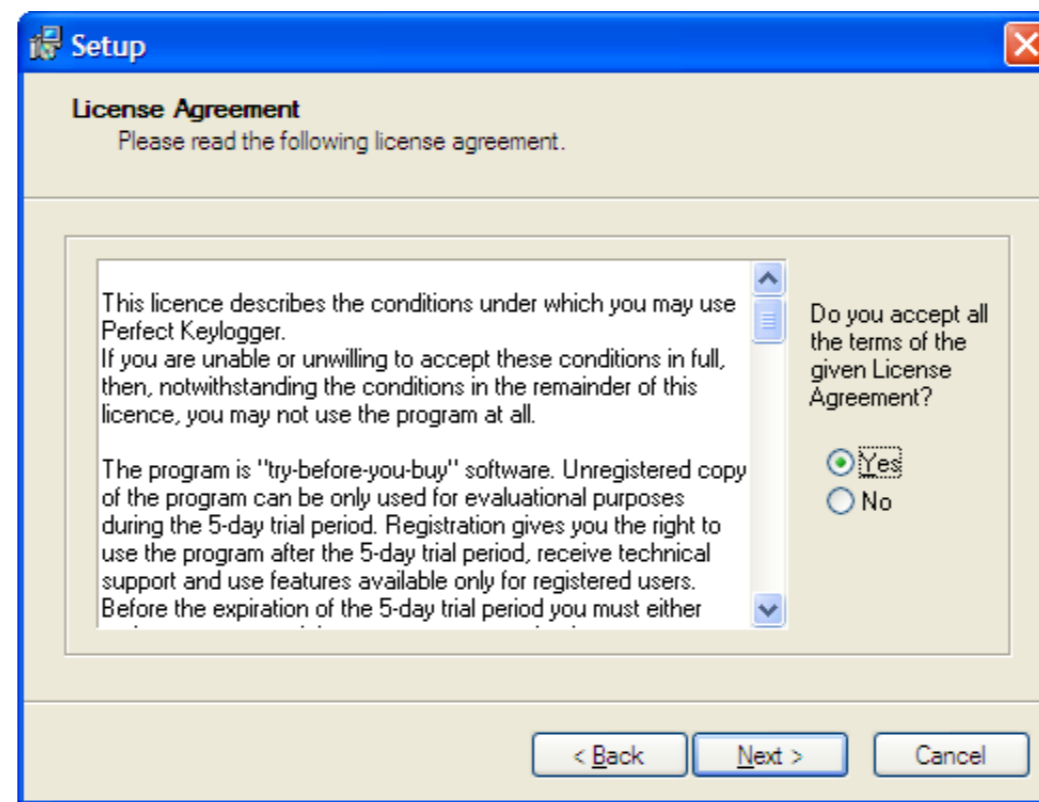 Setup
License Agreement
Please read the following license agreement.
This licence describes the conditions under which you may use
Perfect Keylogger.
If you are unable or unwilling to accept these conditions in full,
then, notwithstanding the conditions in the remainder of this
licence, you may not use the program at all.
The program is "try-before-you-buy" software. Unregistered copy
of the program can be only used for evaluational purposes
during the 5-day trial period. Registration gives you the right to
use the program after the 5-day trial period, receive technical
support and use features available only for registered users.
Before the expiration of the 5-day trial period you must either
Do you accept all
the terms of the
given License
Agreement?
Yes
No
< Back
Next >
Cancel